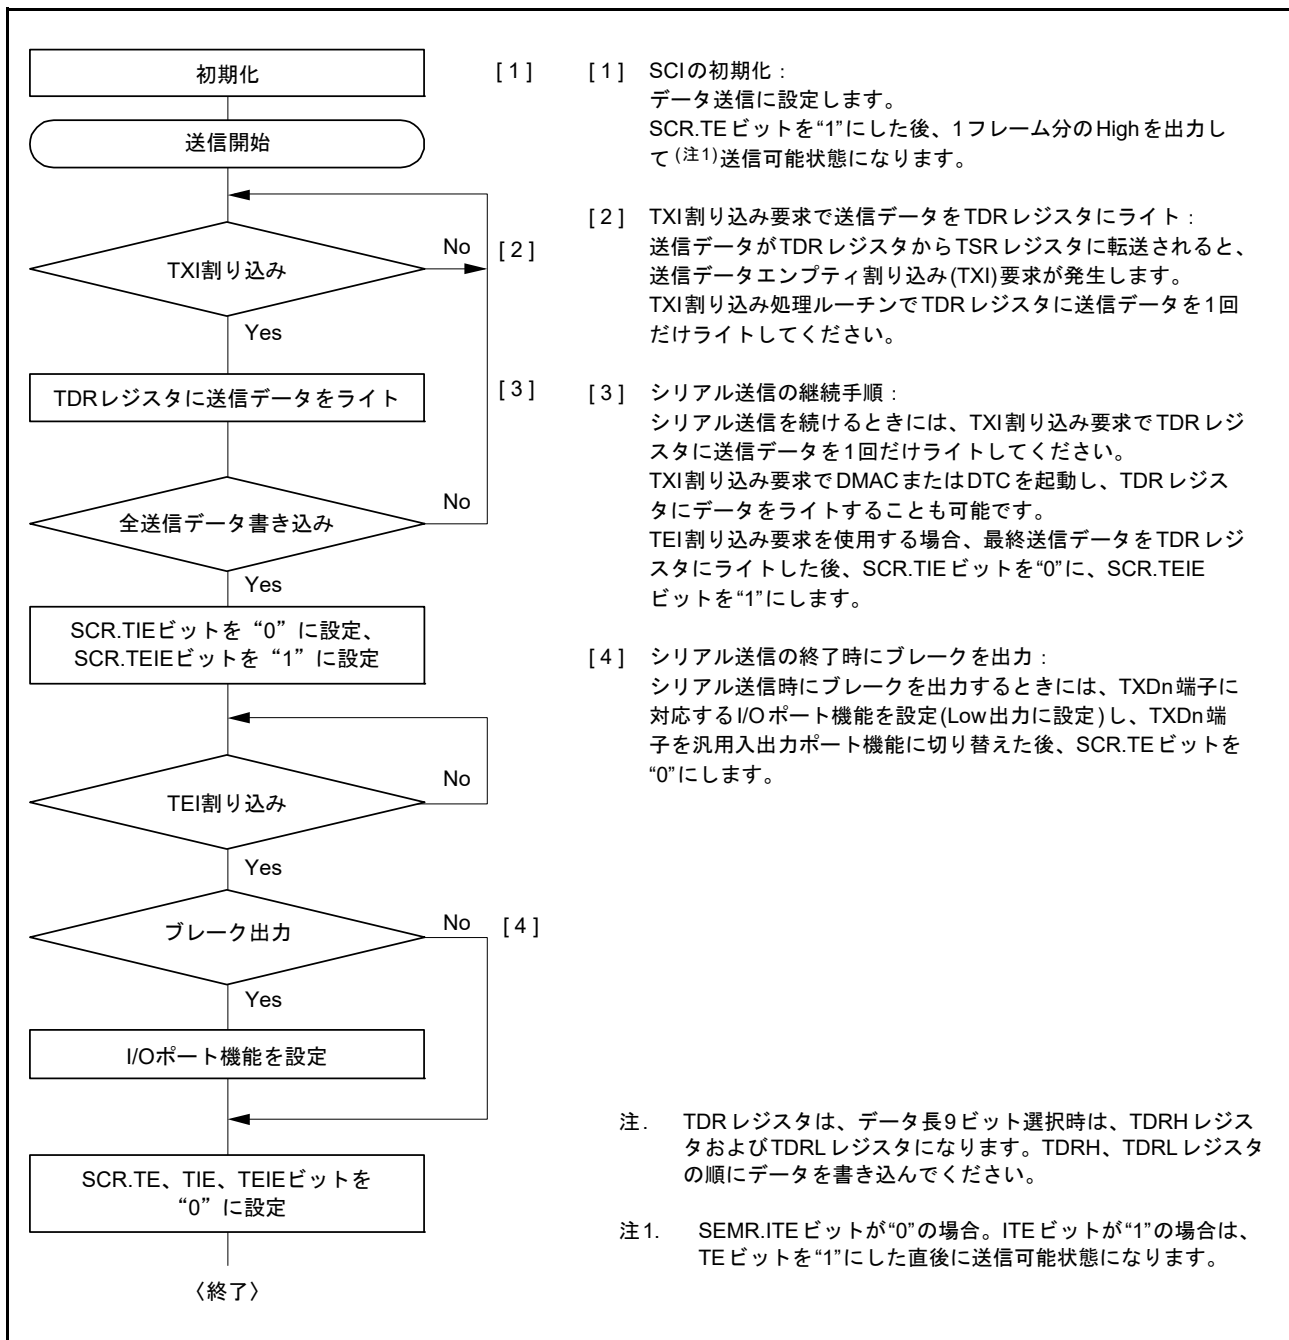 初期化
[ 1 ]
送信開始
TXI割り込み
No
[ 2 ]
Yes
TDRレジスタに送信データをライト
[ 3 ]
全送信データ書き込み
No
Yes
SCR.TIEビットを “0” に設定、
SCR.TEIEビットを “1” に設定
TEI割り込み
No
Yes
ブレーク出力
No
[ 4 ]
Yes
I/Oポート機能を設定
SCR.TE、TIE、TEIEビットを
“0” に設定
〈終了〉
[ 1 ] SCIの初期化：
データ送信に設定します。
SCR.TEビットを“1”にした後、1フレーム分のHighを出力し
て(注1)送信可能状態になります。
[ 2 ] TXI割り込み要求で送信データをTDRレジスタにライト：
送信データがTDRレジスタからTSRレジスタに転送されると、
送信データエンプティ割り込み(TXI)要求が発生します。
TXI割り込み処理ルーチンでTDRレジスタに送信データを1回
だけライトしてください。
[ 3 ] シリアル送信の継続手順：
シリアル送信を続けるときには、TXI割り込み要求でTDRレジ
スタに送信データを1回だけライトしてください。
TXI割り込み要求でDMACまたはDTCを起動し、TDRレジス
タにデータをライトすることも可能です。
TEI割り込み要求を使用する場合、最終送信データをTDRレジ
スタにライトした後、SCR.TIEビットを“0”に、SCR.TEIE
ビットを“1”にします。
[ 4 ] シリアル送信の終了時にブレークを出力：
シリアル送信時にブレークを出力するときには、TXDn端子に
対応するI/Oポート機能を設定(Low出力に設定)し、TXDn端
子を汎用入出力ポート機能に切り替えた後、SCR.TEビットを
“0”にします。
注. TDRレジスタは、データ長9ビット選択時は、TDRHレジス
タおよびTDRLレジスタになります。TDRH、TDRLレジスタ
の順にデータを書き込んでください。
注1. SEMR.ITEビットが“0”の場合。ITEビットが“1”の場合は、
TEビットを“1”にした直後に送信可能状態になります。